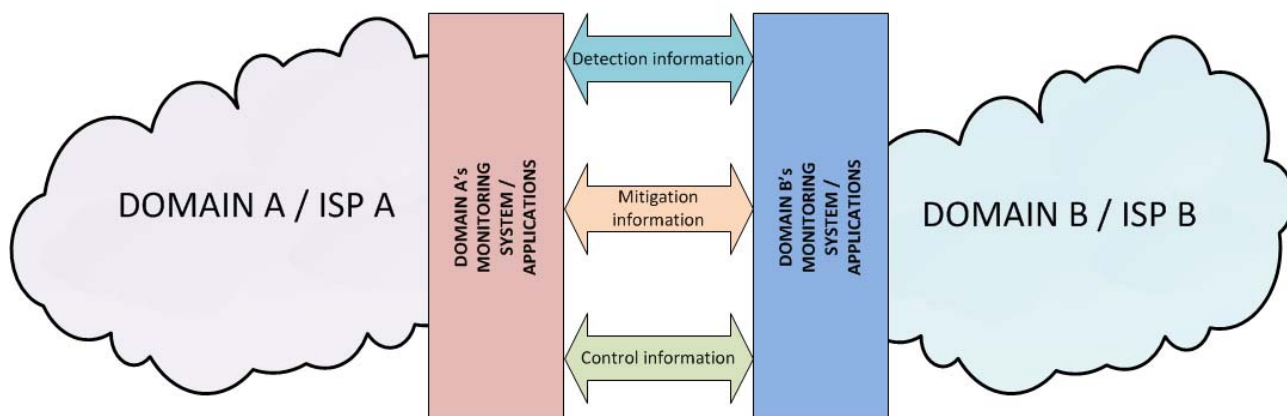 DOMAIN A / ISP A
DOMAIN A's
MONITORING
SYSTEM /
APPLICATIONS
Detection information
Mitigation
information
Control information
DOMAIN B's
MONITORING
SYSTEM /
APPLICATIONS
DOMAIN B / ISP B